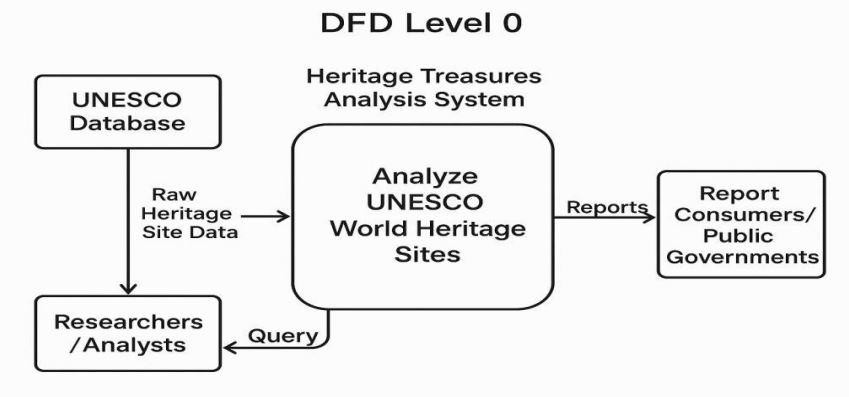 DFD Level 0
Heritage Treasures
Analysis System
UNESCO
Database
Raw
Heritage
Site Data
Analyze
UNESCO
World Heritage
Sites
Reports
Report
Consumers/
Public
Governments
Researchers
/Analysts
Query